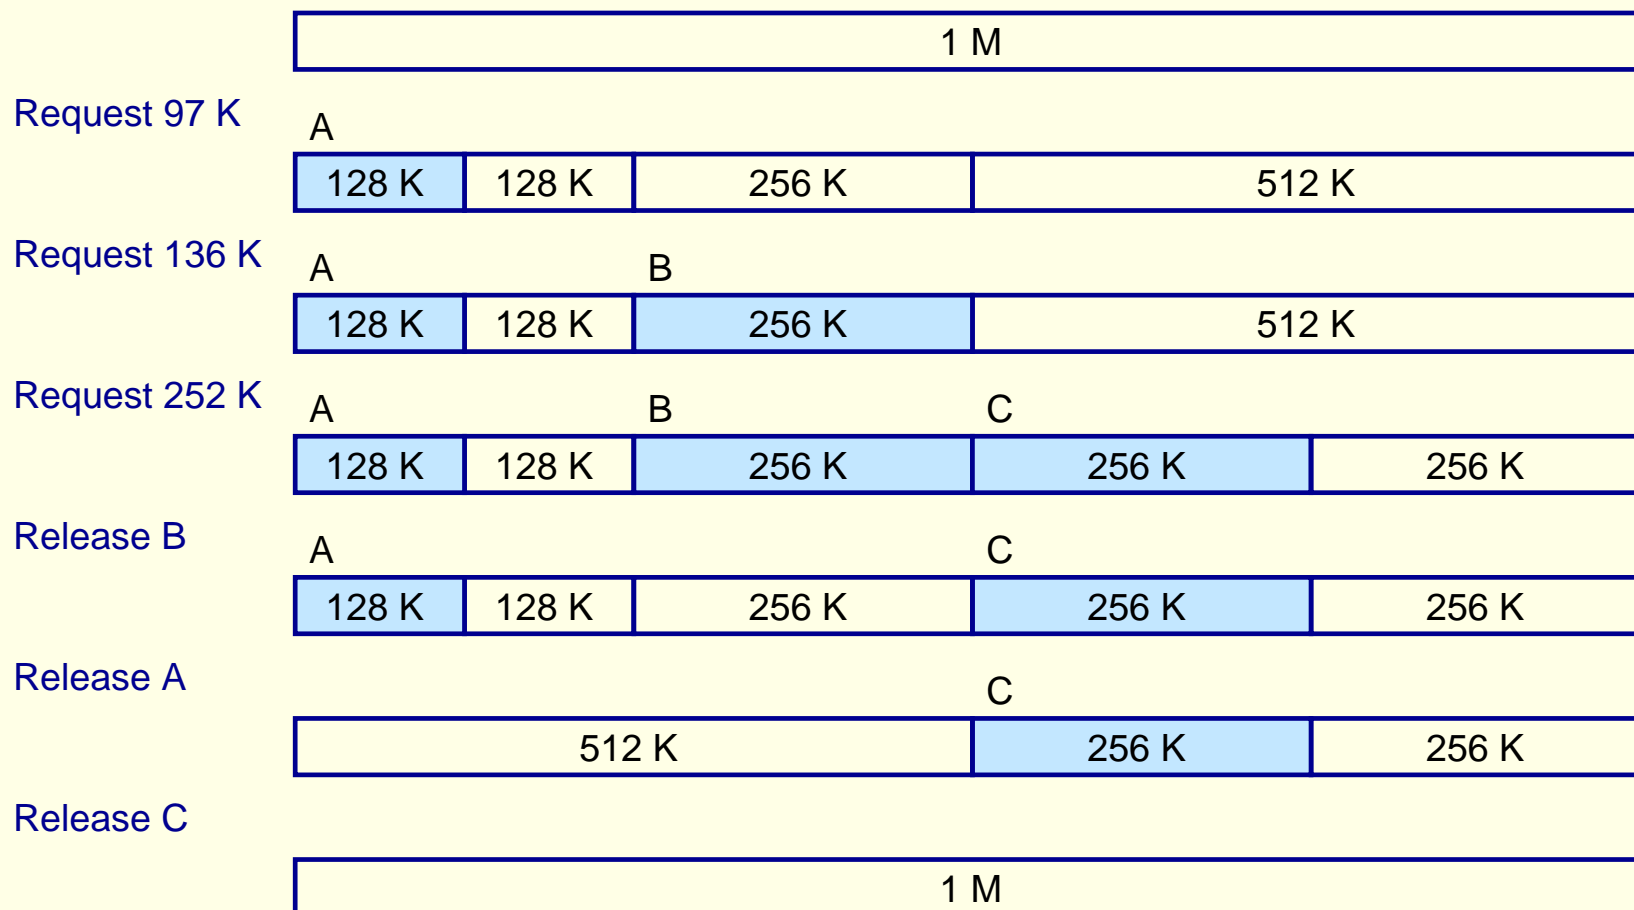 1 M
Request 97 K
A
128 K 128 K 256 K 512 K
Request 136 K
A B
128 K 128 K 256 K 512 K
Request 252 K
A B C
128 K 128 K 256 K 256 K 256 K
Release B
A C
128 K 128 K 256 K 256 K 256 K
Release A
C
512 K 256 K 256 K
Release C
1 M